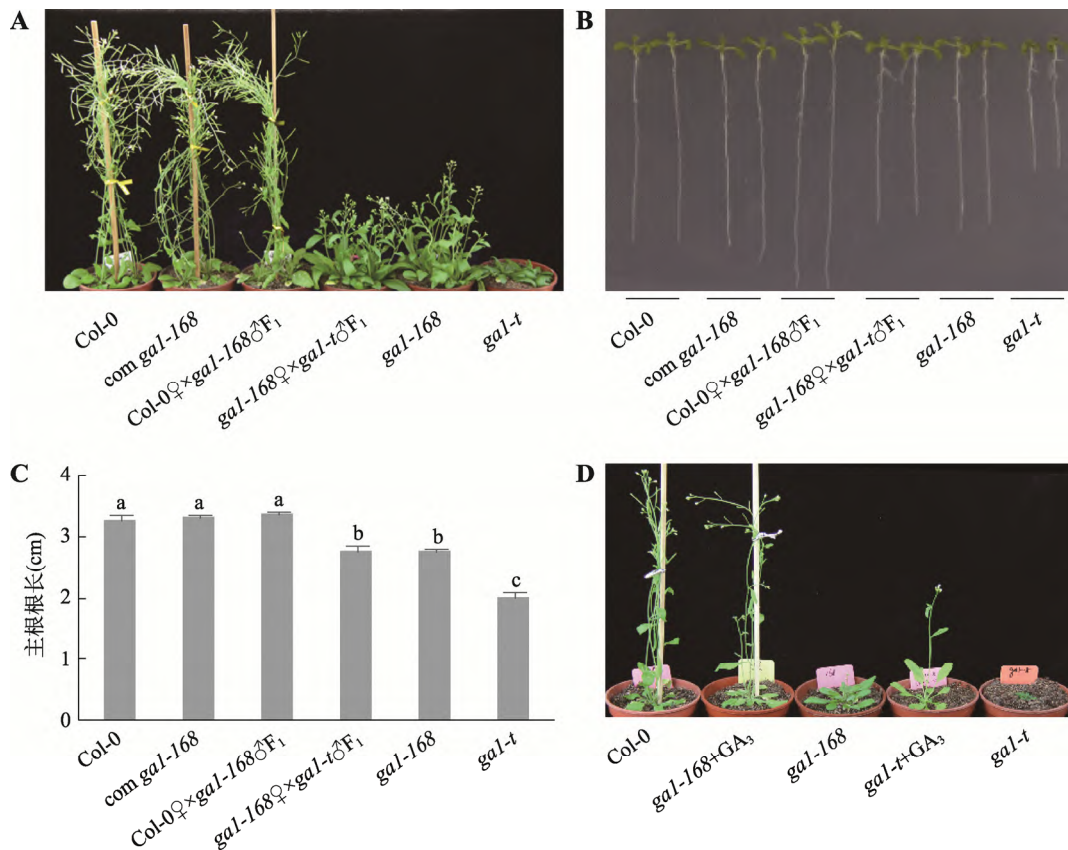 A
Col-0
com ga1-168
Col-0♀×ga1-168♂F₁
ga1-168♀×ga1-t♂F₁
ga1-168
ga1-t
B
Col-0
com ga1-168
Col-0♀×ga1-168♂F₁
ga1-168♀×ga1-t♂F₁
ga1-168
ga1-t
C
主根根长(cm)
4
3
2
1
0
a
a
a
b
b
c
Col-0
com ga1-168
Col-0♀×ga1-168♂F₁
ga1-168♀×ga1-t♂F₁
ga1-168
ga1-t
D
Col-0
ga1-168+GA₃
ga1-168
ga1-t+GA₃
ga1-t